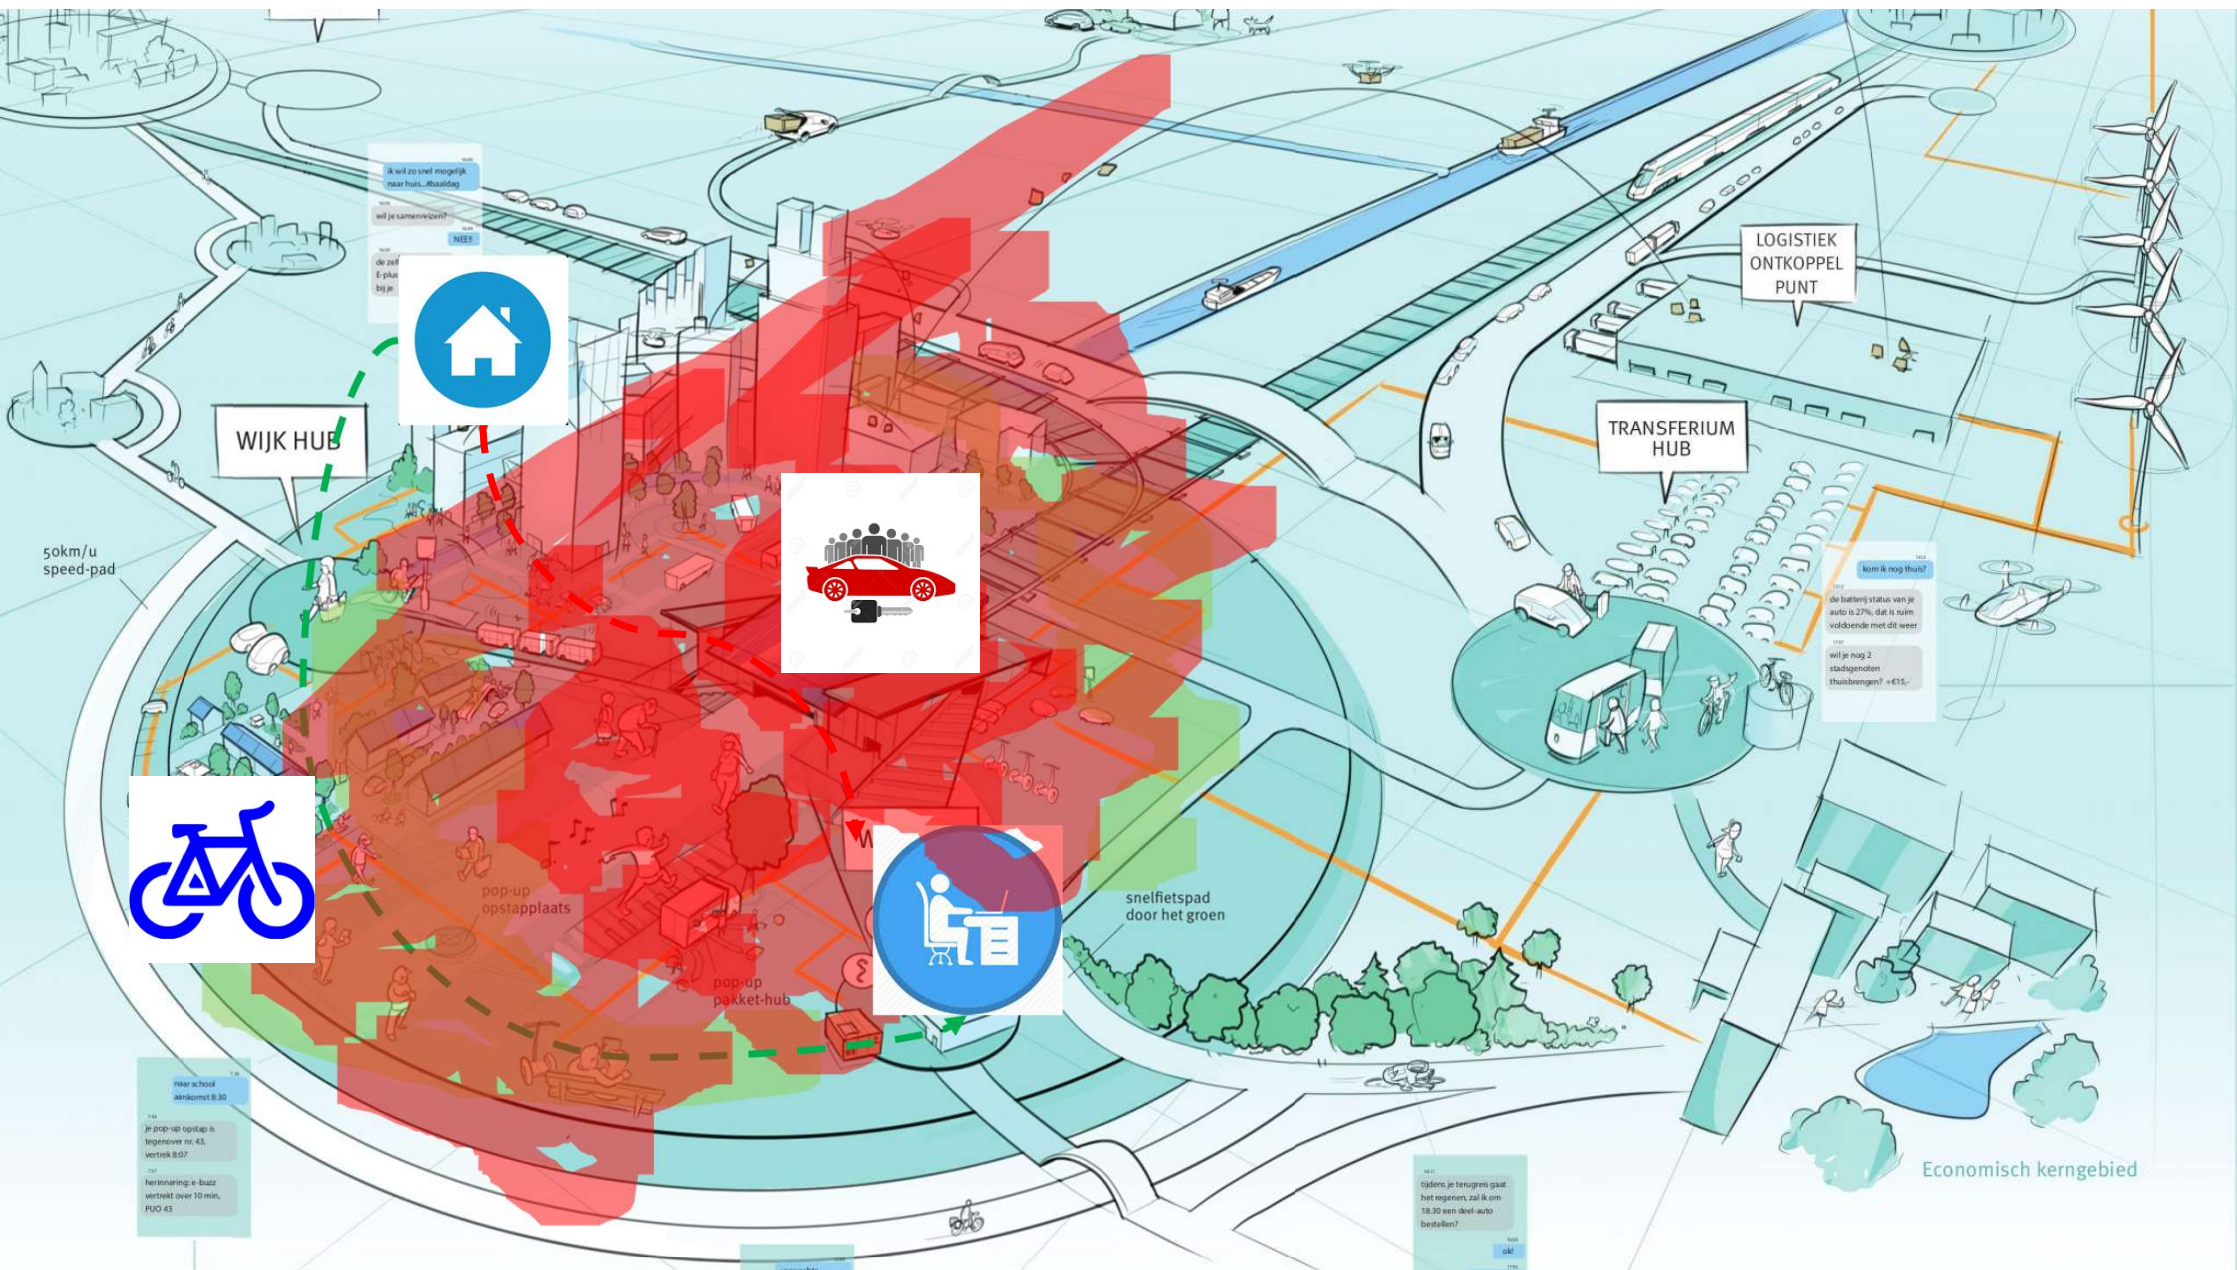 ik wil zo snel mogelijk
naar huis...#baaldag
wil je samenreizen?
NEE!!
de zelf
E-plus
bij je
WIJK HUB
50km/u
speed-pad
LOGISTIEK
ONTKOPPEL
PUNT
TRANSFERIUM
HUB
kom ik nog thuis?
de batterij status van je
auto is 27%, dat is ruim
voldoende met dit weer
wil je nog 2
stadsgenoten
thuisbrengen? +€15,-
pop-up
opstapplaats
W
pop-up
pakket-hub
snelfietspad
door het groen
naar school
aankomst 8:30
je pop-up opstap is
tegenover nr. 43,
vertrek 8:07
herinnering: e-buzz
vertrekt over 10 min,
PUO 43
Economisch kerngebied
tijdens je terugreis gaat
het regenen, zal ik om
18.30 een deel-auto
bestellen?
ok!